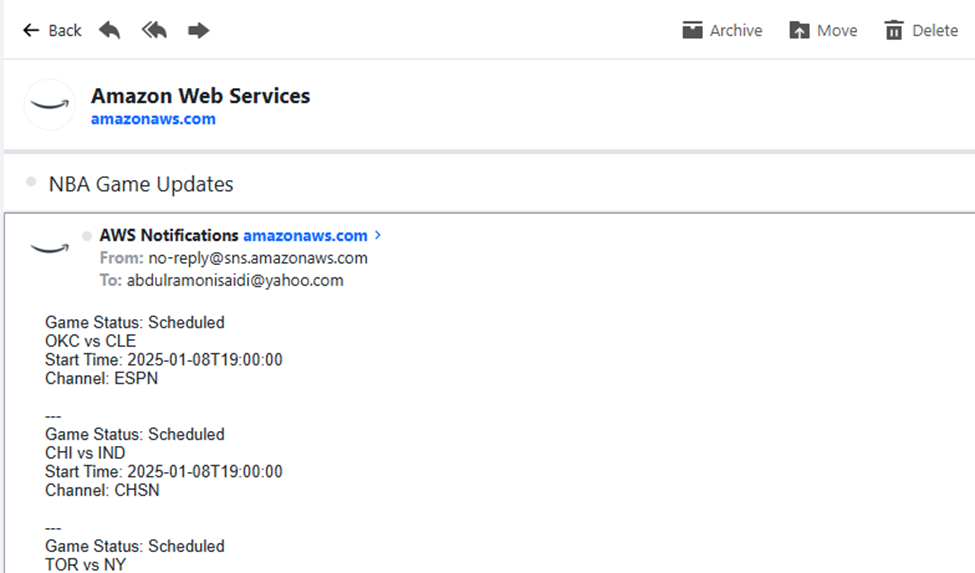 Back
Archive
Move
Delete
Amazon Web Services
amazonaws.com
NBA Game Updates
AWS Notifications amazonaws.com >
From: no-reply@sns.amazonaws.com
To: abdulramonisaidi@yahoo.com
Game Status: Scheduled
OKC vs CLE
Start Time: 2025-01-08T19:00:00
Channel: ESPN
---
Game Status: Scheduled
CHI vs IND
Start Time: 2025-01-08T19:00:00
Channel: CHSN
---
Game Status: Scheduled
TOR vs NY